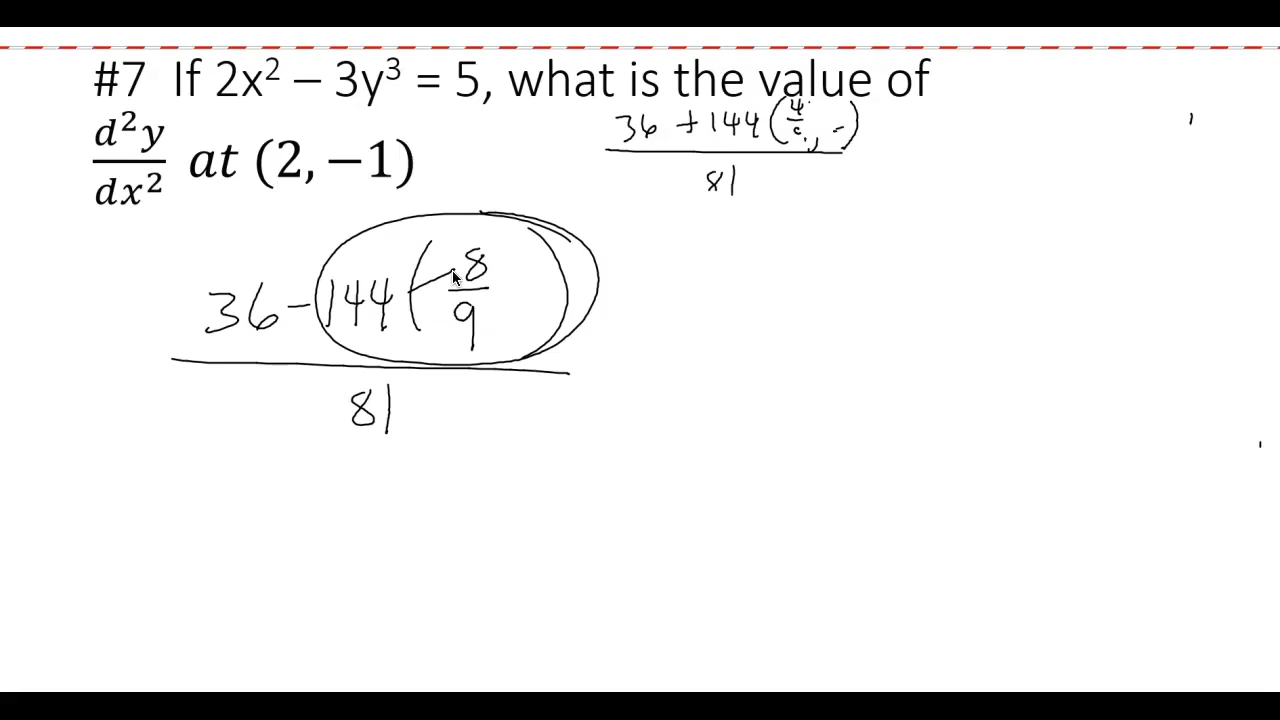 #7 If 2x² – 3y³ = 5, what is the value of
d²y/dx² at (2, −1)
36 + 144 (4/
81
36 − 144 ( 8/9 )
81